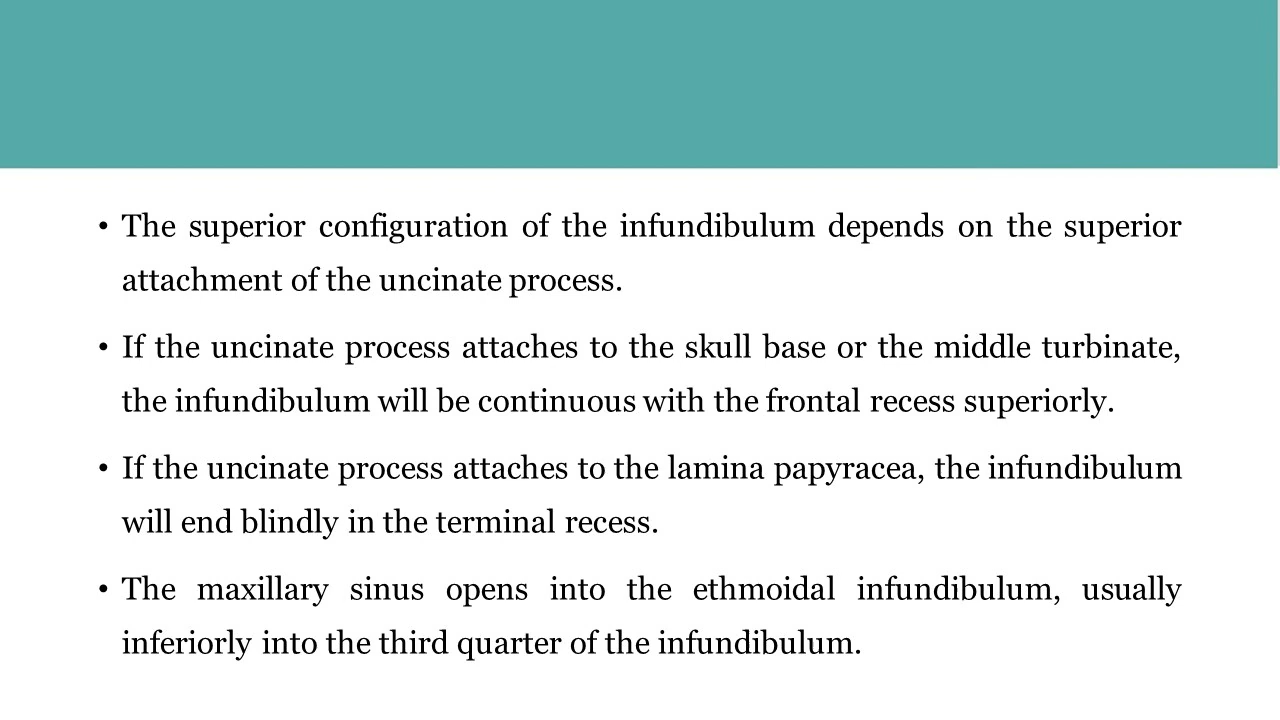 • The superior configuration of the infundibulum depends on the superior
attachment of the uncinate process.
• If the uncinate process attaches to the skull base or the middle turbinate,
the infundibulum will be continuous with the frontal recess superiorly.
• If the uncinate process attaches to the lamina papyracea, the infundibulum
will end blindly in the terminal recess.
• The maxillary sinus opens into the ethmoidal infundibulum, usually
inferiorly into the third quarter of the infundibulum.